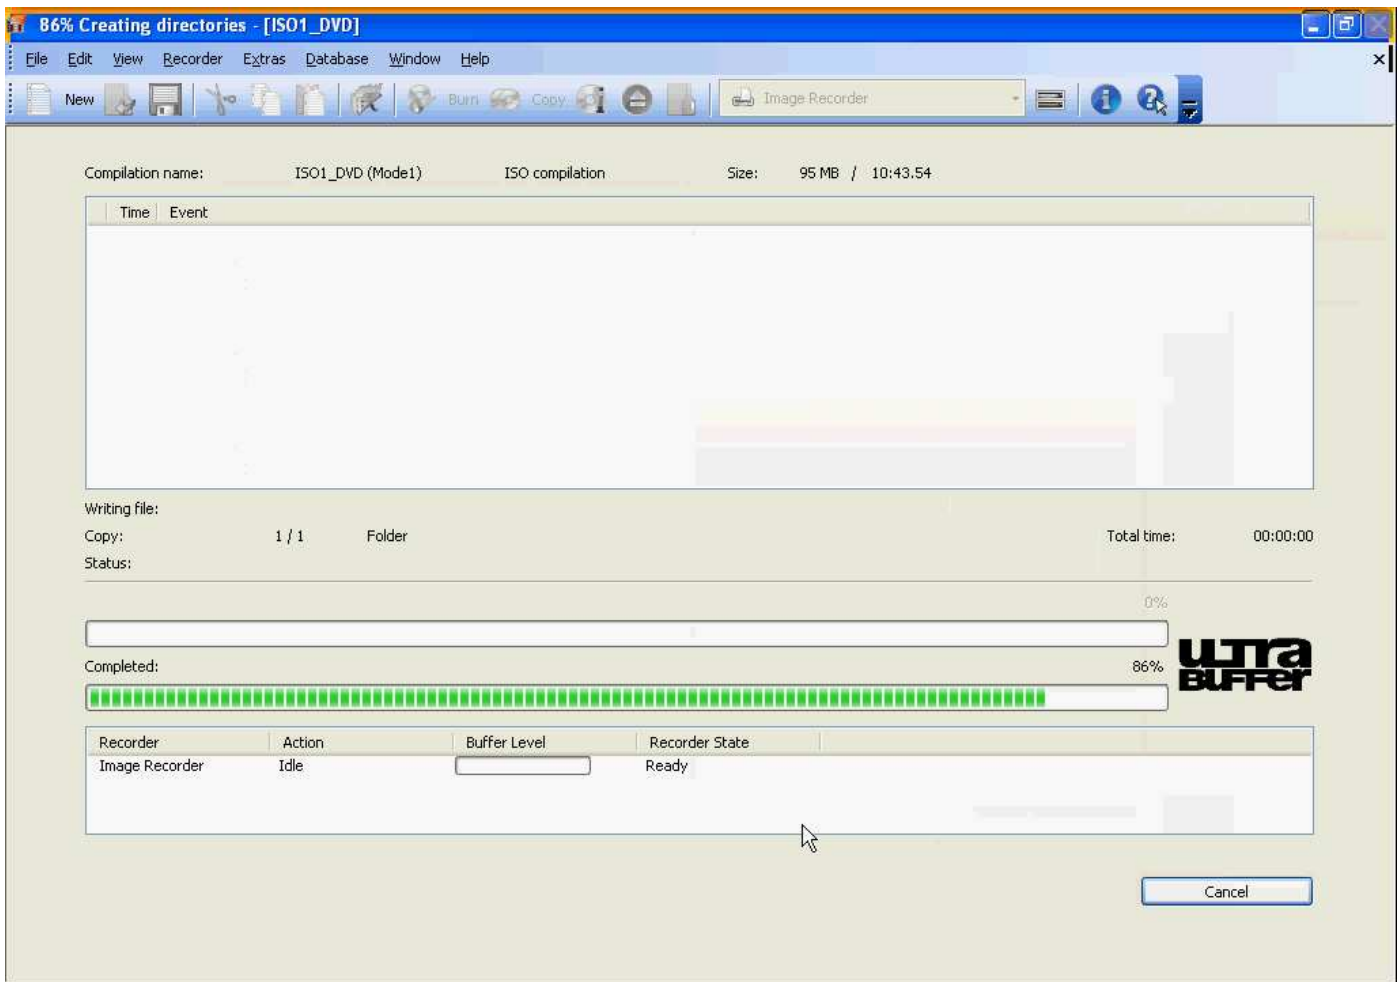 86% Creating directories - [ISO1_DVD]
File Edit View Recorder Extras Database Window Help
New Burn Copy Image Recorder
Compilation name: ISO1_DVD (Mode1) ISO compilation Size: 95 MB / 10:43.54
Time Event
Writing file:
Copy: 1 / 1 Folder Total time: 00:00:00
Status:
0%
Completed: 86%
ULTRA
BUFFER
Recorder Action Buffer Level Recorder State
Image Recorder Idle Ready
Cancel